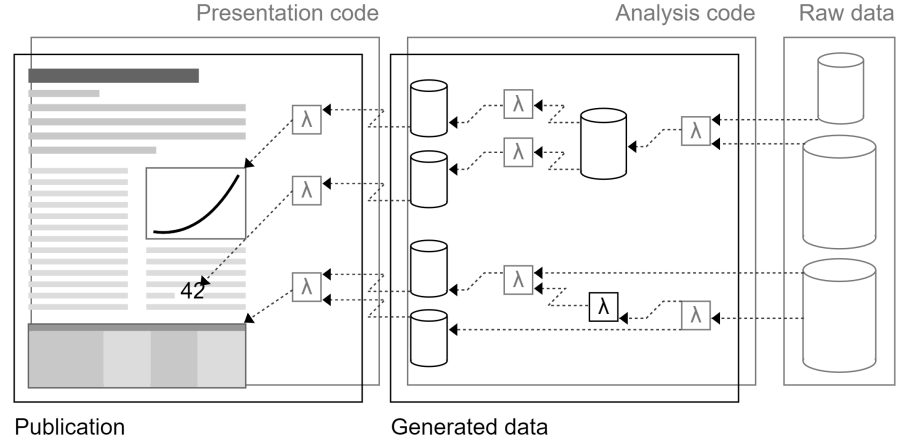 Presentation code
Analysis code
Raw data
λ
λ
λ
λ
λ
λ
42
λ
λ
λ
λ
Publication
Generated data